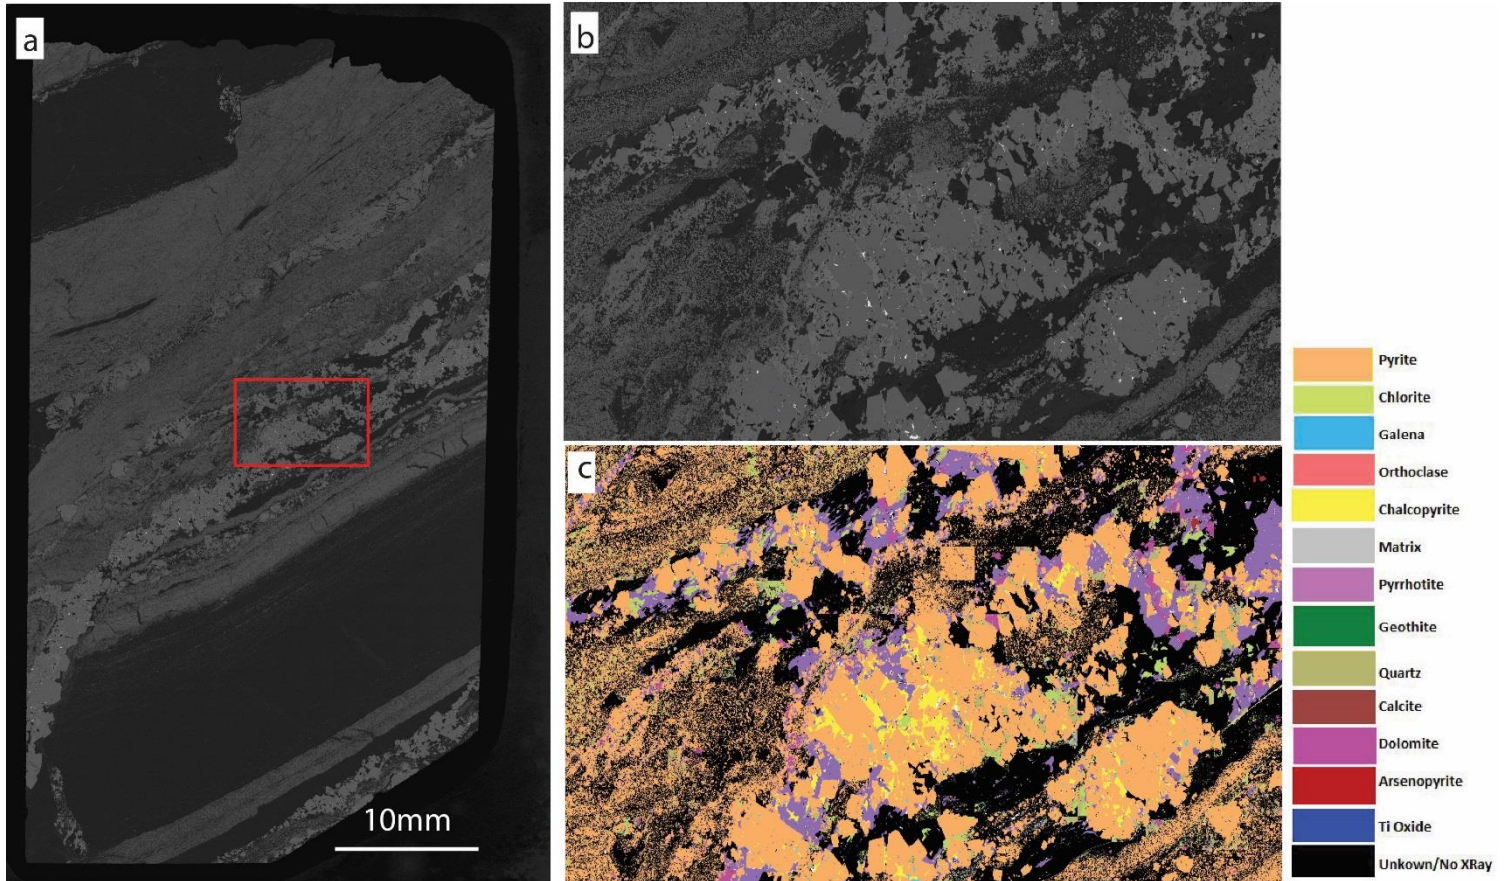 a
b
c
10mm
Pyrite
Chlorite
Galena
Orthoclase
Chalcopyrite
Matrix
Pyrrhotite
Geothite
Quartz
Calcite
Dolomite
Arsenopyrite
Ti Oxide
Unkown/No XRay